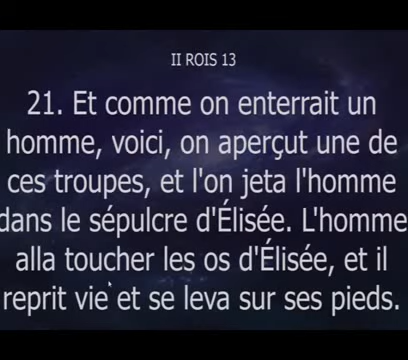 II ROIS 13
21. Et comme on enterrait un
homme, voici, on aperçut une de
ces troupes, et l'on jeta l'homme
dans le sépulcre d'Élisée. L'homme
alla toucher les os d'Élisée, et il
reprit vie et se leva sur ses pieds.